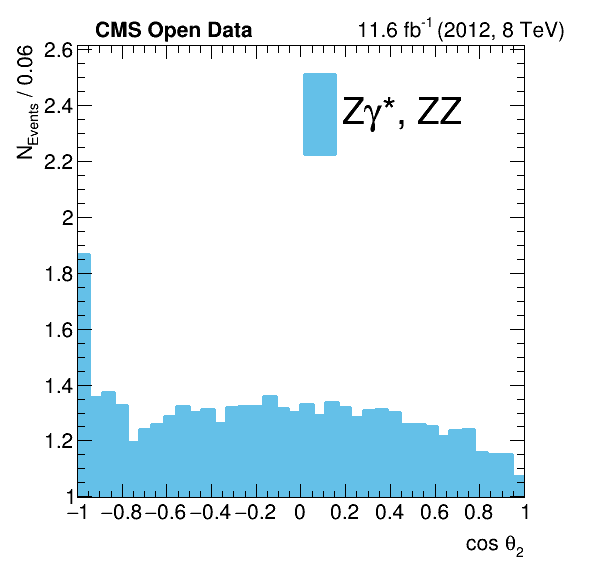 CMS Open Data 11.6 fb⁻¹ (2012, 8 TeV)
N_Events / 0.06
2.6
2.4
2.2
2
1.8
1.6
1.4
1.2
1
Zγ*, ZZ
−1 −0.8 −0.6 −0.4 −0.2 0 0.2 0.4 0.6 0.8 1
cos θ₂